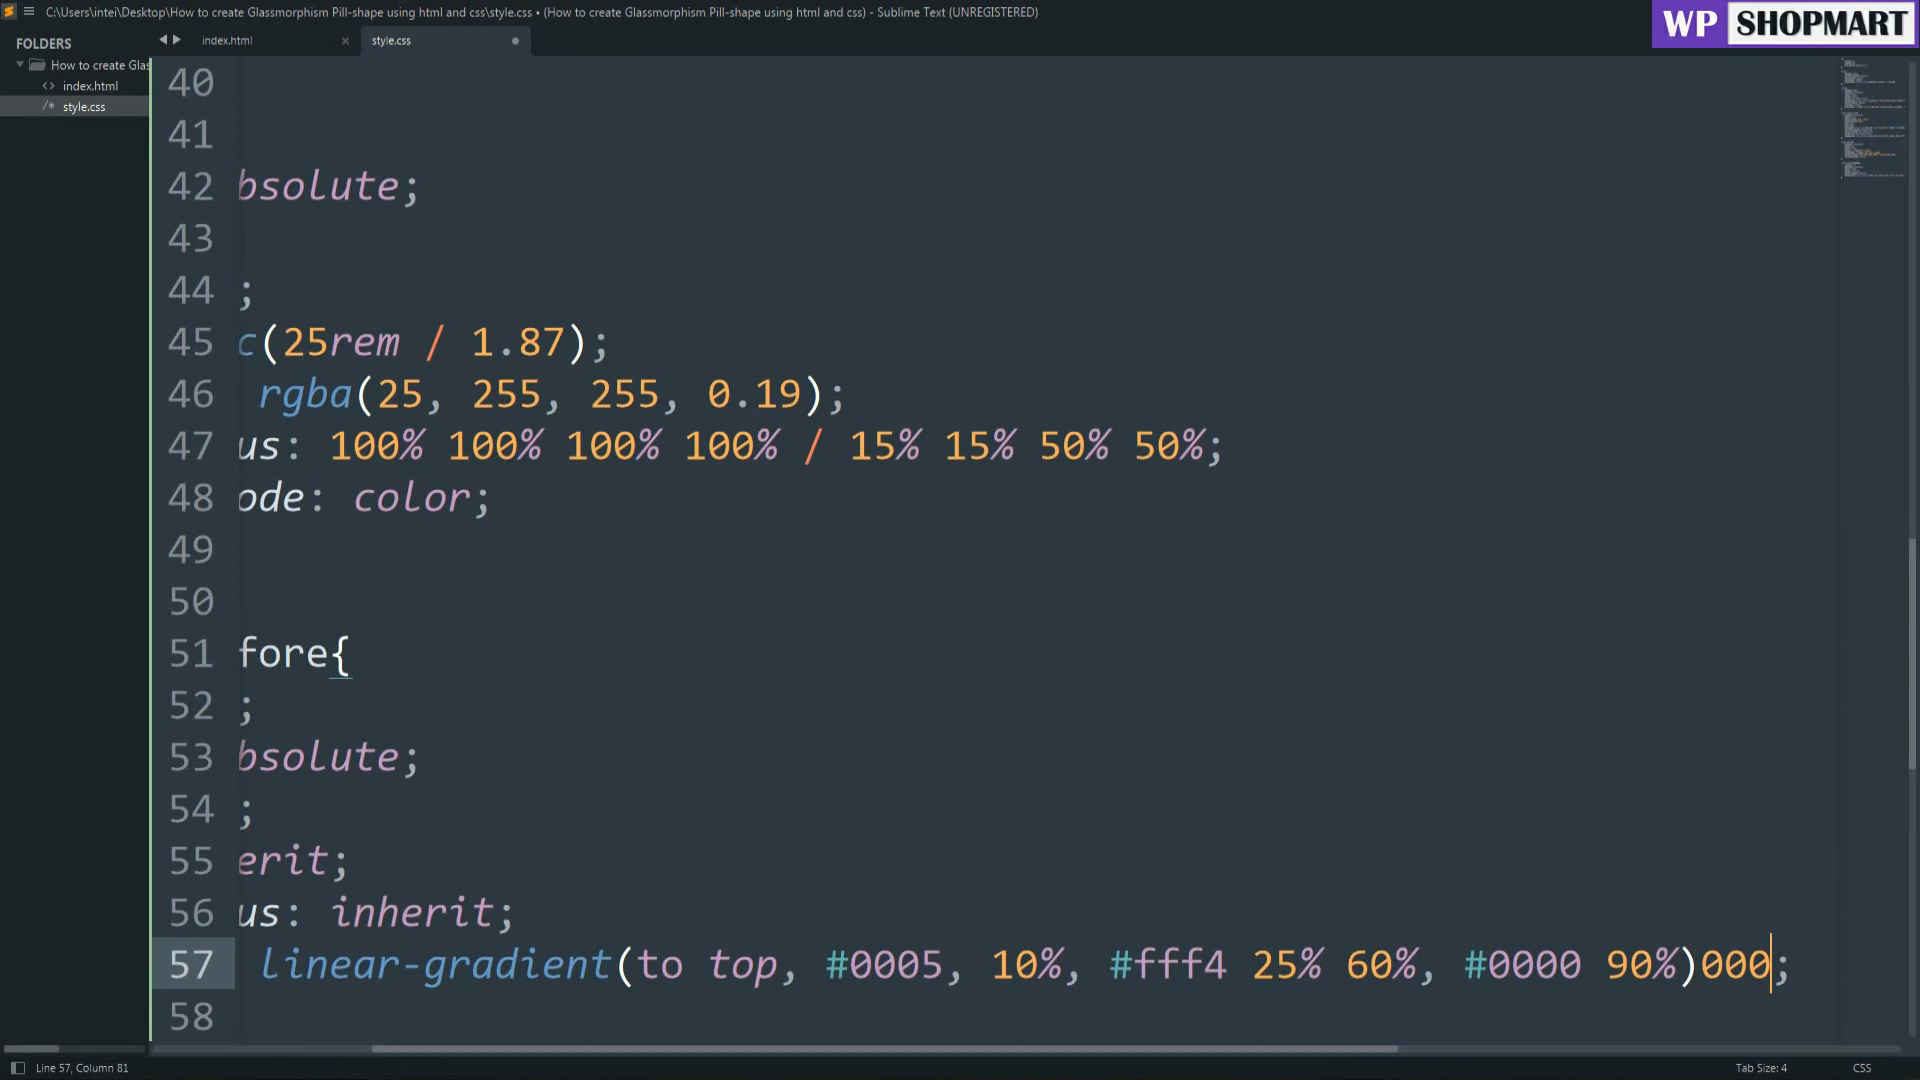 C:\Users\intei\Desktop\How to create Glassmorphism Pill-shape using html and css\style.css • (How to create Glassmorphism Pill-shape using html and css) - Sublime Text (UNREGISTERED)
WP SHOPMART
FOLDERS
How to create Glas
<> index.html
/* style.css
index.html
style.css
40
41
42 bsolute;
43
44 ;
45 c(25rem / 1.87);
46 rgba(25, 255, 255, 0.19);
47 us: 100% 100% 100% 100% / 15% 15% 50% 50%;
48 ode: color;
49
50
51 fore{
52 ;
53 bsolute;
54 ;
55 erit;
56 us: inherit;
57 linear-gradient(to top, #0005, 10%, #fff4 25% 60%, #0000 90%)000;
58
Line 57, Column 81
Tab Size: 4
CSS